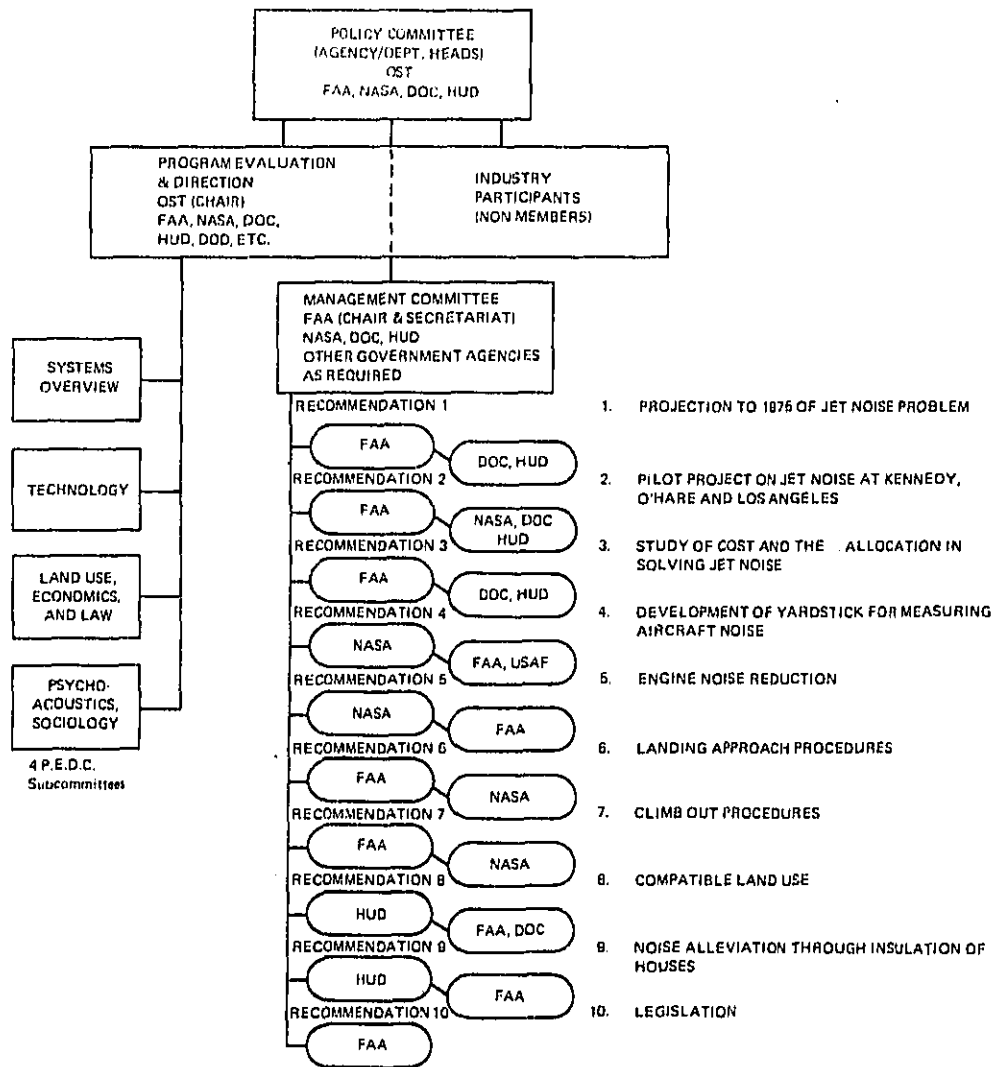 POLICY COMMITTEE
(AGENCY/DEPT. HEADS)
OST
FAA, NASA, DOC, HUD
PROGRAM EVALUATION
& DIRECTION
OST (CHAIR)
FAA, NASA, DOC,
HUD, DOD, ETC.
INDUSTRY
PARTICIPANTS
(NON MEMBERS)
MANAGEMENT COMMITTEE
FAA (CHAIR & SECRETARIAT)
NASA, DOC, HUD
OTHER GOVERNMENT AGENCIES
AS REQUIRED
SYSTEMS
OVERVIEW
TECHNOLOGY
LAND USE,
ECONOMICS,
AND LAW
PSYCHO-
ACOUSTICS,
SOCIOLOGY
4 P.E.D.C.
Subcommittees
RECOMMENDATION 1
FAA
DOC, HUD
RECOMMENDATION 2
FAA
NASA, DOC
HUD
RECOMMENDATION 3
FAA
DOC, HUD
RECOMMENDATION 4
NASA
FAA, USAF
RECOMMENDATION 5
NASA
FAA
RECOMMENDATION 6
FAA
NASA
RECOMMENDATION 7
FAA
NASA
RECOMMENDATION 8
HUD
FAA, DOC
RECOMMENDATION 9
HUD
FAA
RECOMMENDATION 10
FAA
1. PROJECTION TO 1975 OF JET NOISE PROBLEM
2. PILOT PROJECT ON JET NOISE AT KENNEDY,
O'HARE AND LOS ANGELES
3. STUDY OF COST AND THE ALLOCATION IN
SOLVING JET NOISE
4. DEVELOPMENT OF YARDSTICK FOR MEASURING
AIRCRAFT NOISE
5. ENGINE NOISE REDUCTION
6. LANDING APPROACH PROCEDURES
7. CLIMB OUT PROCEDURES
8. COMPATIBLE LAND USE
9. NOISE ALLEVIATION THROUGH INSULATION OF
HOUSES
10. LEGISLATION